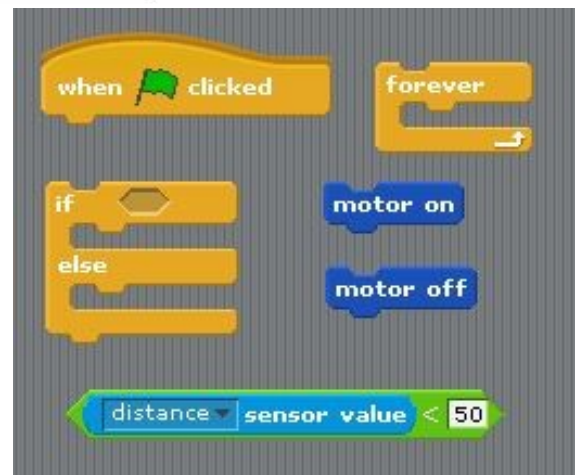 when clicked
forever
if
else
motor on
motor off
distance sensor value < 50